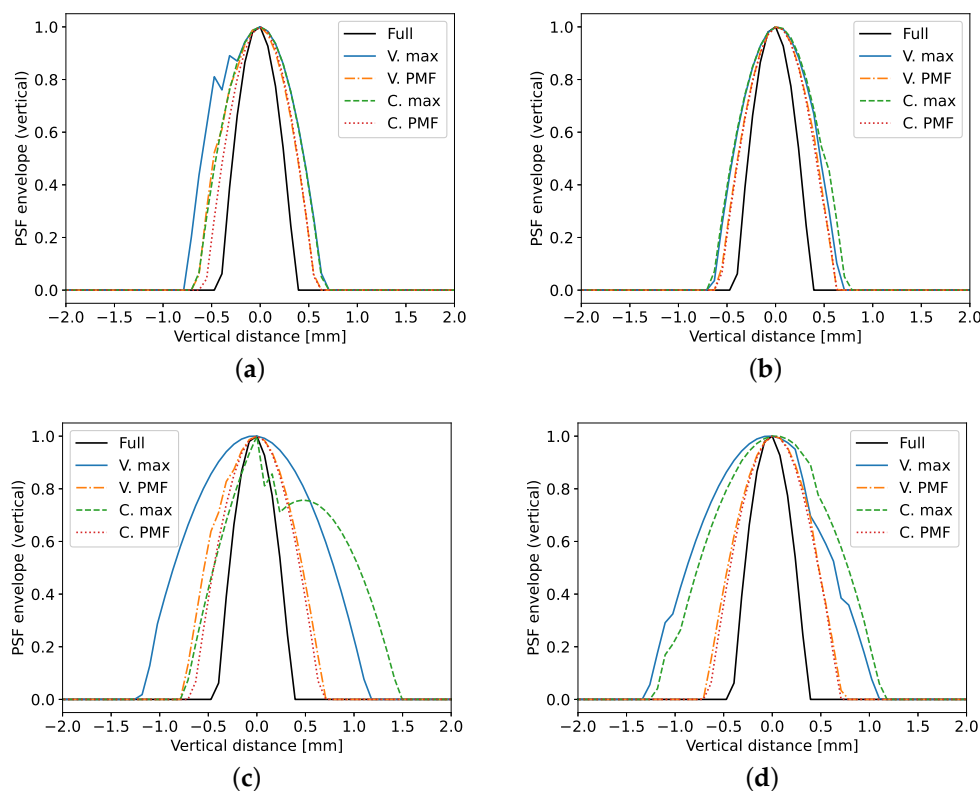 PSF envelope (vertical)
1.0
0.8
0.6
0.4
0.2
0.0
Full
V. max
V. PMF
C. max
C. PMF
−2.0 −1.5 −1.0 −0.5 0.0 0.5 1.0 1.5 2.0
Vertical distance [mm]
(a)
PSF envelope (vertical)
1.0
0.8
0.6
0.4
0.2
0.0
Full
V. max
V. PMF
C. max
C. PMF
−2.0 −1.5 −1.0 −0.5 0.0 0.5 1.0 1.5 2.0
Vertical distance [mm]
(b)
PSF envelope (vertical)
1.0
0.8
0.6
0.4
0.2
0.0
Full
V. max
V. PMF
C. max
C. PMF
−2.0 −1.5 −1.0 −0.5 0.0 0.5 1.0 1.5 2.0
Vertical distance [mm]
(c)
PSF envelope (vertical)
1.0
0.8
0.6
0.4
0.2
0.0
Full
V. max
V. PMF
C. max
C. PMF
−2.0 −1.5 −1.0 −0.5 0.0 0.5 1.0 1.5 2.0
Vertical distance [mm]
(d)